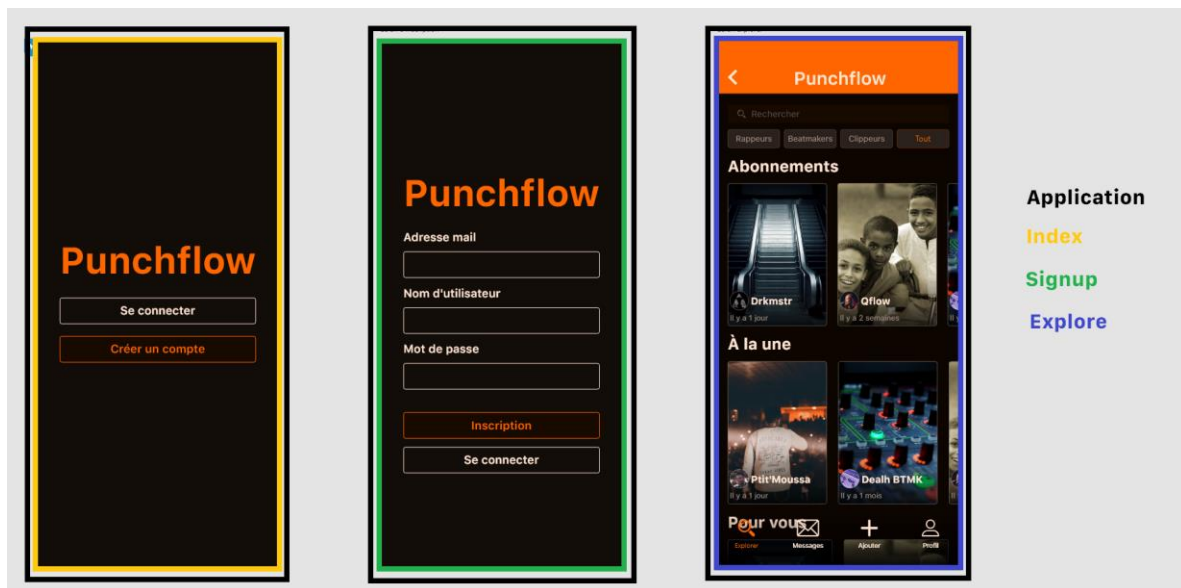 Punchflow
Se connecter
Créer un compte
Punchflow
Adresse mail
Nom d'utilisateur
Mot de passe
Inscription
Se connecter
Punchflow
Rechercher
Rappeurs Beatmakers Clippeurs Tout
Abonnements
Drkmstr Qflow
Il y a 1 jour Il y a 2 semaines
À la une
Ptit'Moussa Dealh BTMK
Il y a 1 jour Il y a 1 mois
Pour vous
Explorer Messages Ajouter Profil
Application
Index
Signup
Explore